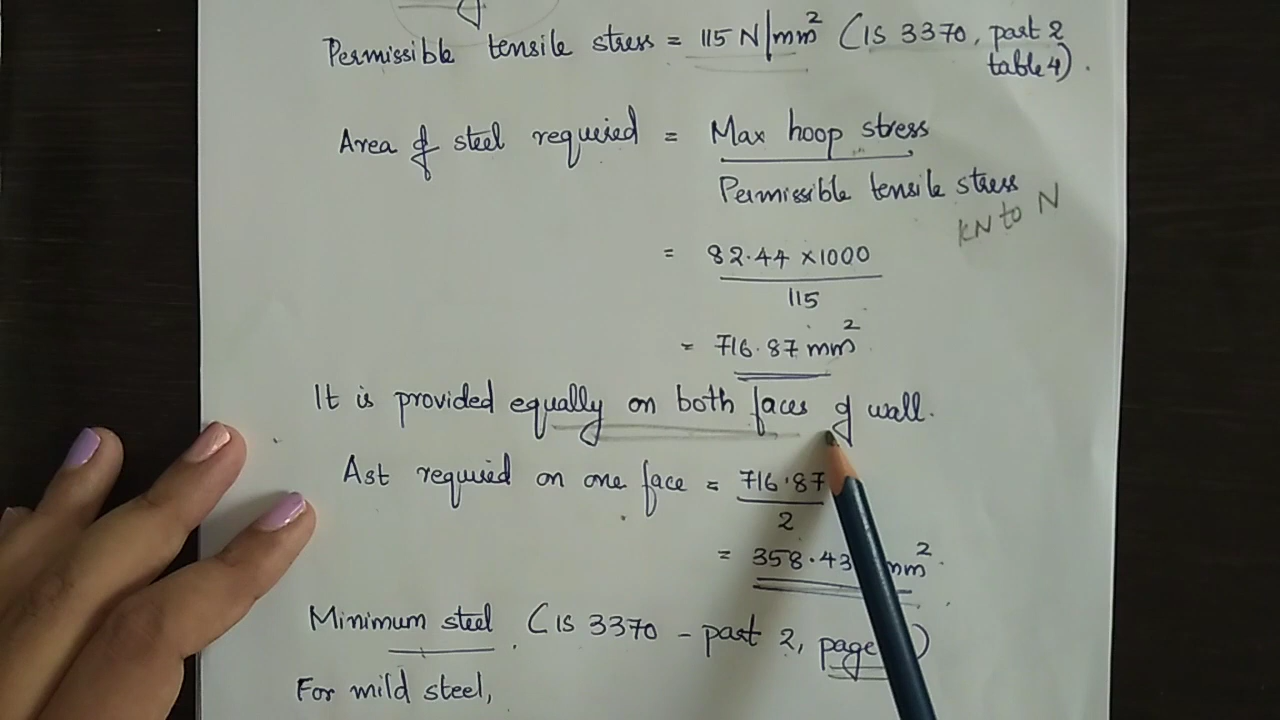 Permissible tensile stress = 115 N/mm² (IS 3370, part 2
table 4).
Area of steel required = Max hoop stress
Permissible tensile stress
KN to N
= 82.44 ×1000
115
= 716.87 mm²
It is provided equally on both faces of wall.
Ast required on one face = 716.87
2
= 358.43 mm².
Minimum steel (IS 3370 - part 2, page )
For mild steel,